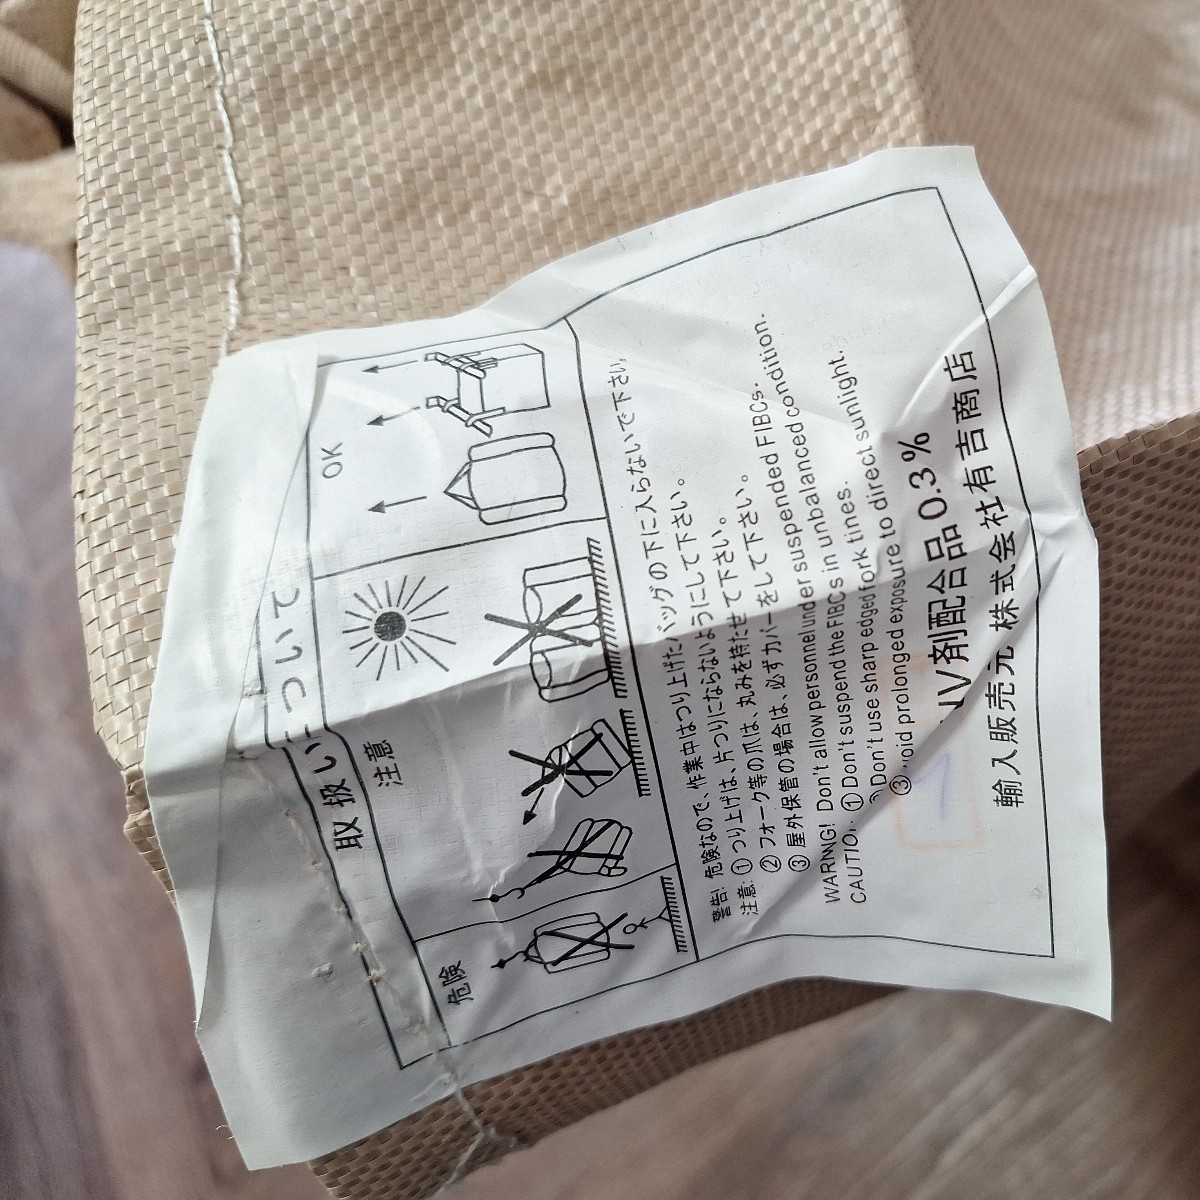 取扱いについて
危険
注意
OK
警告! 危険なので、作業中はつり上げたバッグの下に入らないで下さい。
注意: ① つり上げは、片つりにならないようにして下さい。
② フォーク等の爪は、丸みを持たせて下さい。
③ 屋外保管の場合は、必ずカバーをして下さい。
WARNNG! Don't allow personnel under suspended FIBCs.
CAUTIO ① Don't suspend the FIBCs in unbalanced condition.
② Don't use sharp edged fork tines.
③ oid prolonged exposure to direct sunlight.
UV剤配合品 0.3%
輸入販売元 株式会社有吉商店